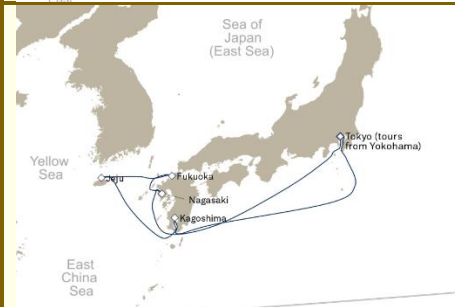 Sea of
Japan
(East Sea)
Tokyo (tours
from Yokohama)
Yellow
Sea
Jeju
Fukuoka
Nagasaki
Kagoshima
East
China
Sea